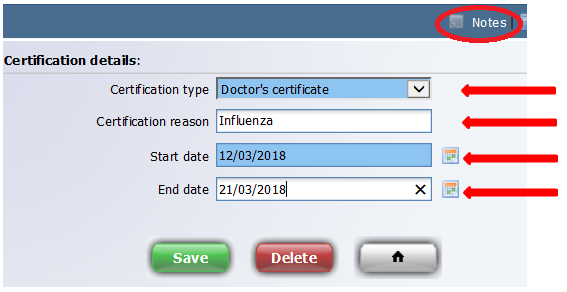 Notes
Certification details:
Certification type Doctor's certificate
Certification reason Influenza
Start date 12/03/2018
End date 21/03/2018
Save Delete